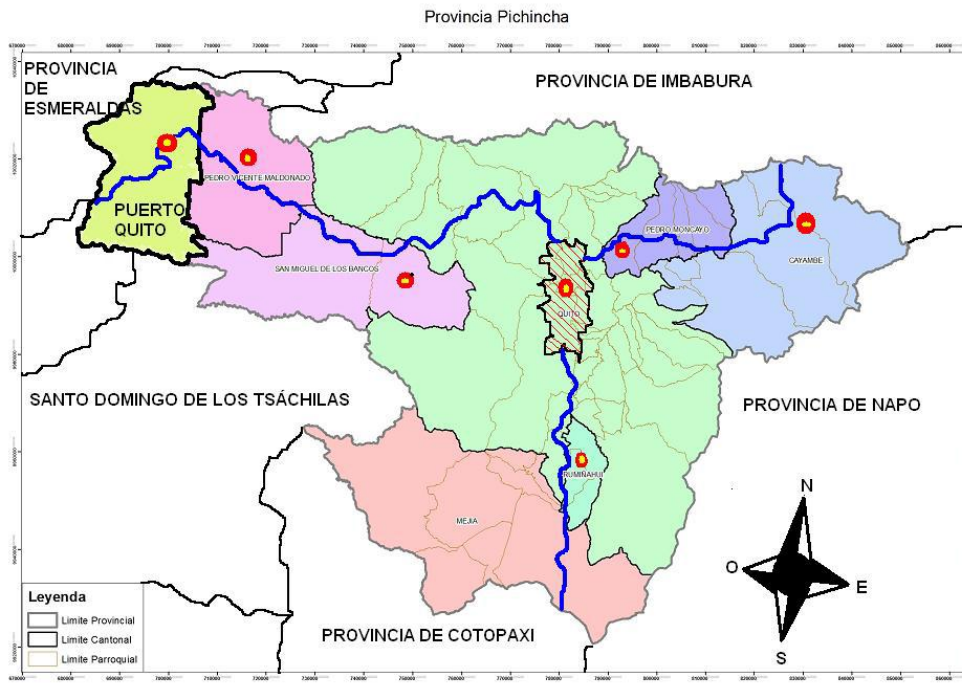 Provincia Pichincha
PROVINCIA
DE
ESMERALDAS
PROVINCIA DE IMBABURA
PEDRO VICENTE MALDONADO
PUERTO
QUITO
PEDRO MONCAYO
CAYAMBE
SAN MIGUEL DE LOS BANCOS
QUITO
SANTO DOMINGO DE LOS TSÁCHILAS
PROVINCIA DE NAPO
RUMIÑAHUI
MEJIA
N
O
E
S
Leyenda
Limite Provincial
Limite Cantonal
Limite Parroquial
PROVINCIA DE COTOPAXI